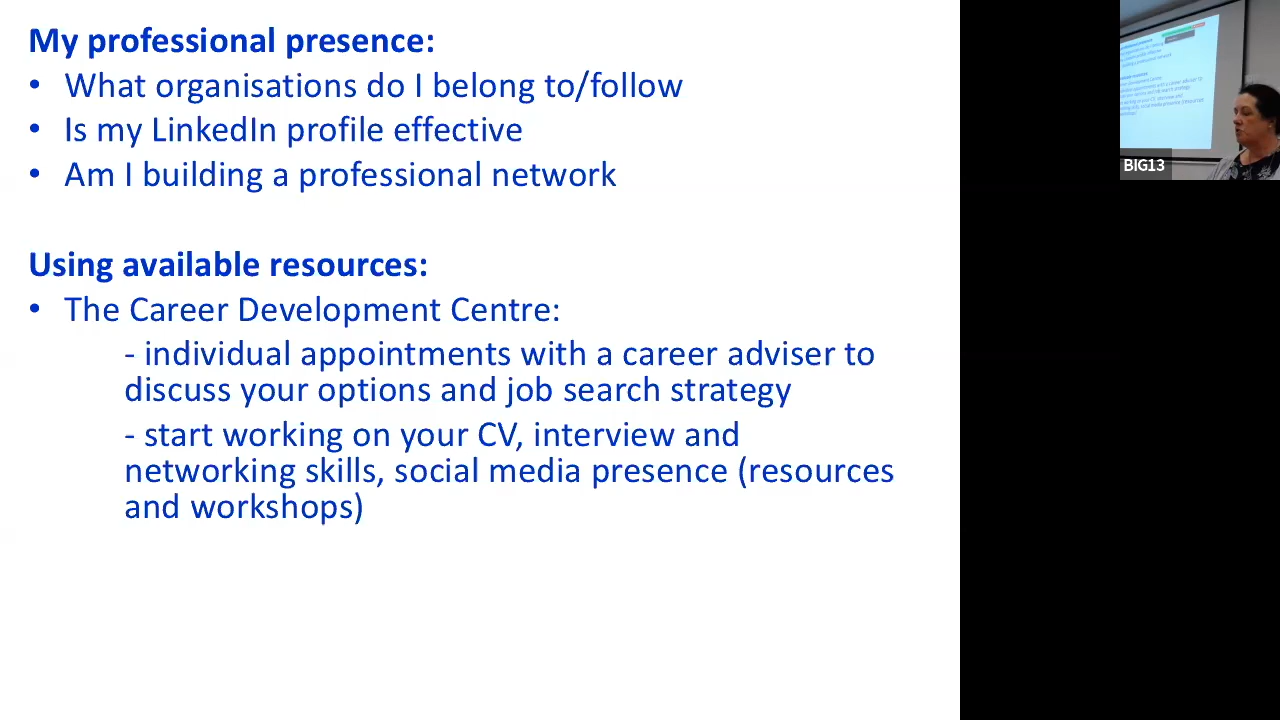 My professional presence:
• What organisations do I belong to/follow
• Is my LinkedIn profile effective
• Am I building a professional network
Using available resources:
• The Career Development Centre:
- individual appointments with a career adviser to
discuss your options and job search strategy
- start working on your CV, interview and
networking skills, social media presence (resources
and workshops)
BIG13